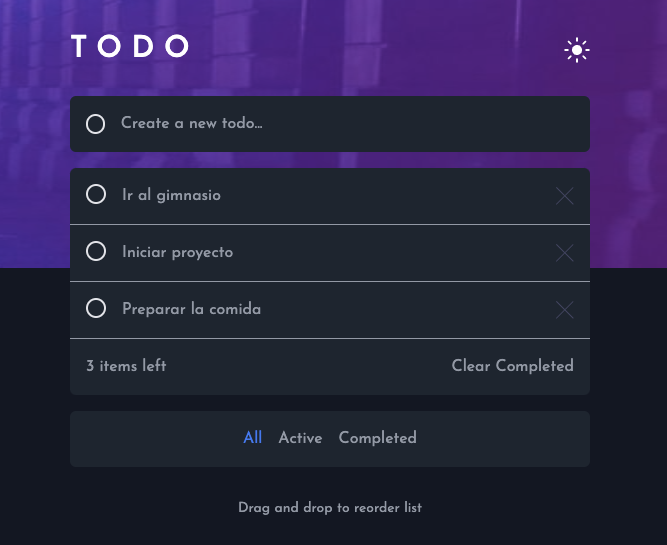 TODO
Create a new todo...
Ir al gimnasio
Iniciar proyecto
Preparar la comida
3 items left Clear Completed
All Active Completed
Drag and drop to reorder list